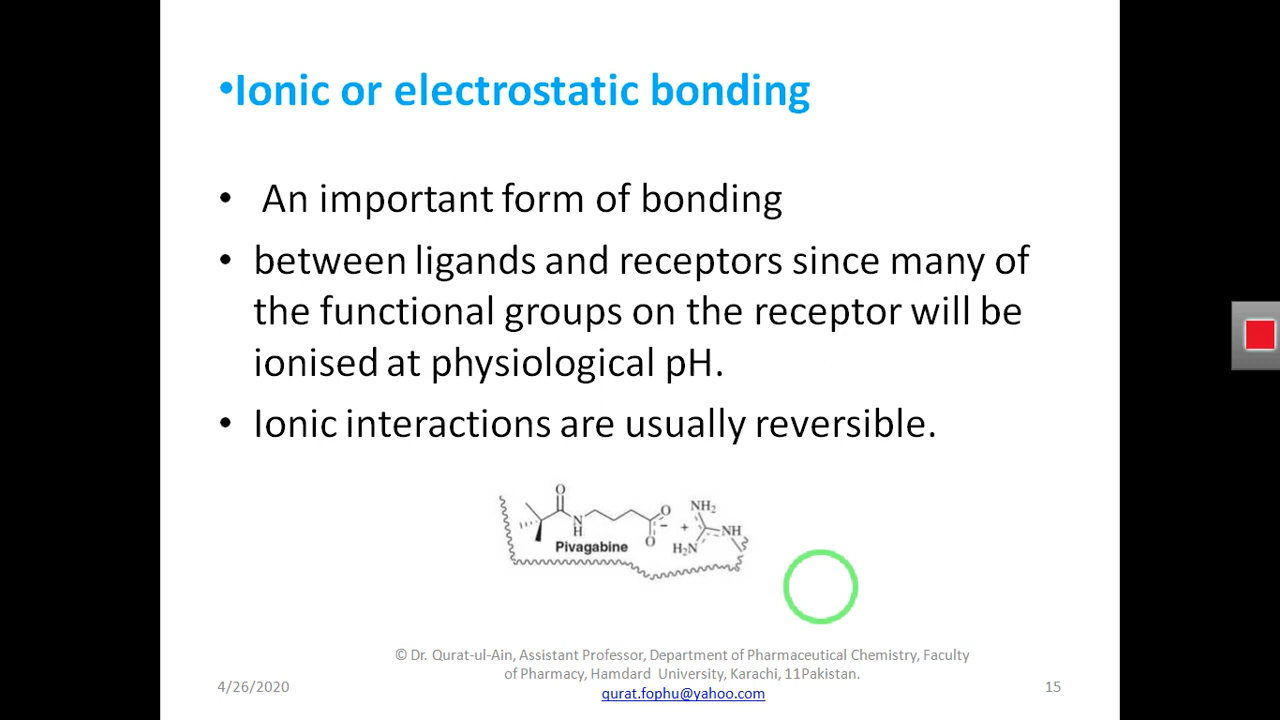 •Ionic or electrostatic bonding
• An important form of bonding
• between ligands and receptors since many of
the functional groups on the receptor will be
ionised at physiological pH.
• Ionic interactions are usually reversible.
O
N
H
O
O
−
+
NH₂
NH
H₂N
Pivagabine
© Dr. Qurat-ul-Ain, Assistant Professor, Department of Pharmaceutical Chemistry, Faculty
of Pharmacy, Hamdard University, Karachi, 11Pakistan.
qurat.fophu@yahoo.com
4/26/2020
15